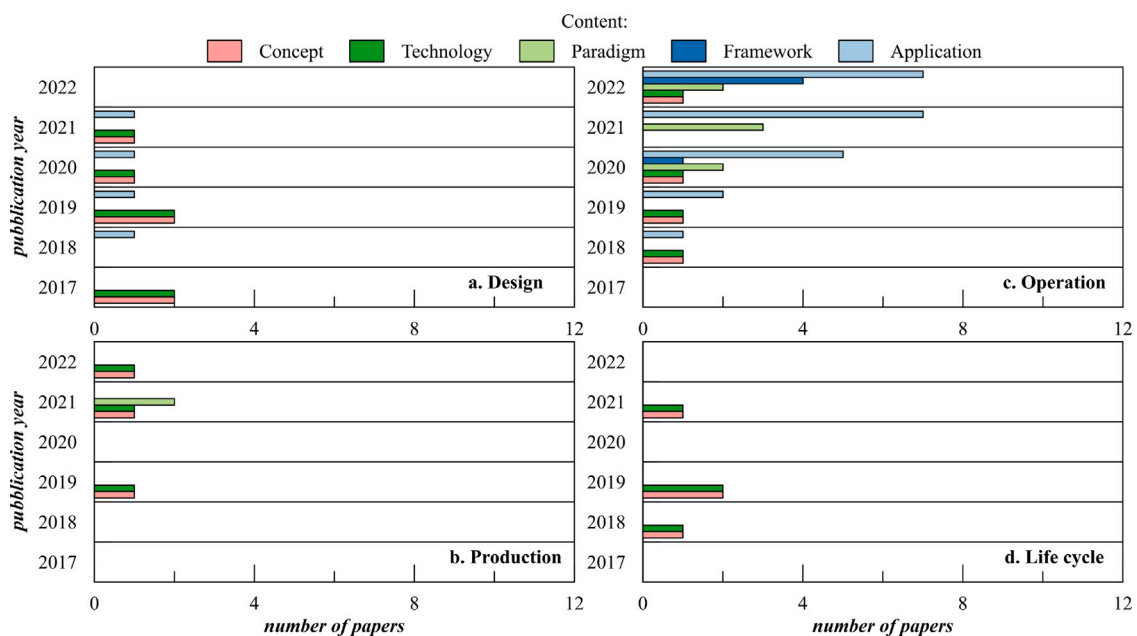 Content:
Concept Technology Paradigm Framework Application
pubblication year
2022
2021
2020
2019
2018
2017
a. Design
0 4 8 12
2022
2021
2020
2019
2018
2017
c. Operation
0 4 8 12
pubblication year
2022
2021
2020
2019
2018
2017
b. Production
0 4 8 12
number of papers
2022
2021
2020
2019
2018
2017
d. Life cycle
0 4 8 12
number of papers